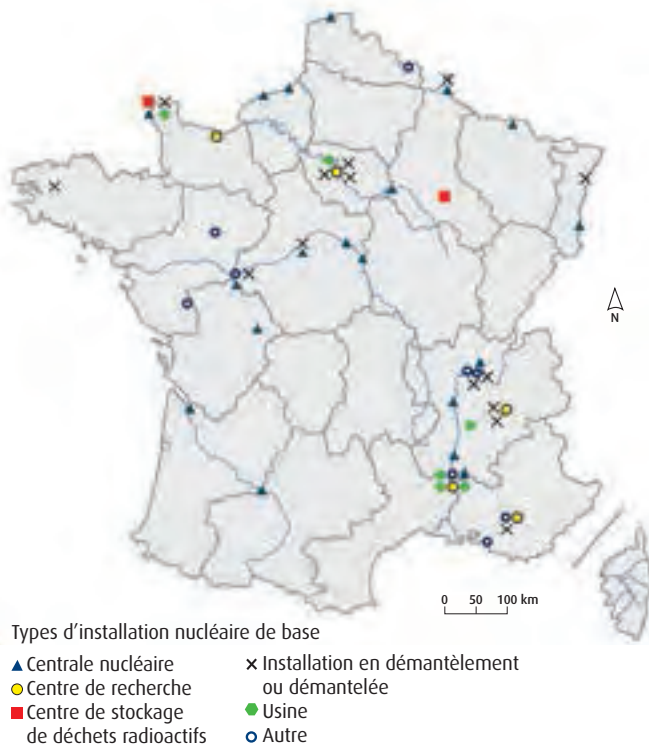 N
0 50 100 km
Types d'installation nucléaire de base
Centrale nucléaire
Centre de recherche
Centre de stockage
de déchets radioactifs
Installation en démantèlement
ou démantelée
Usine
Autre